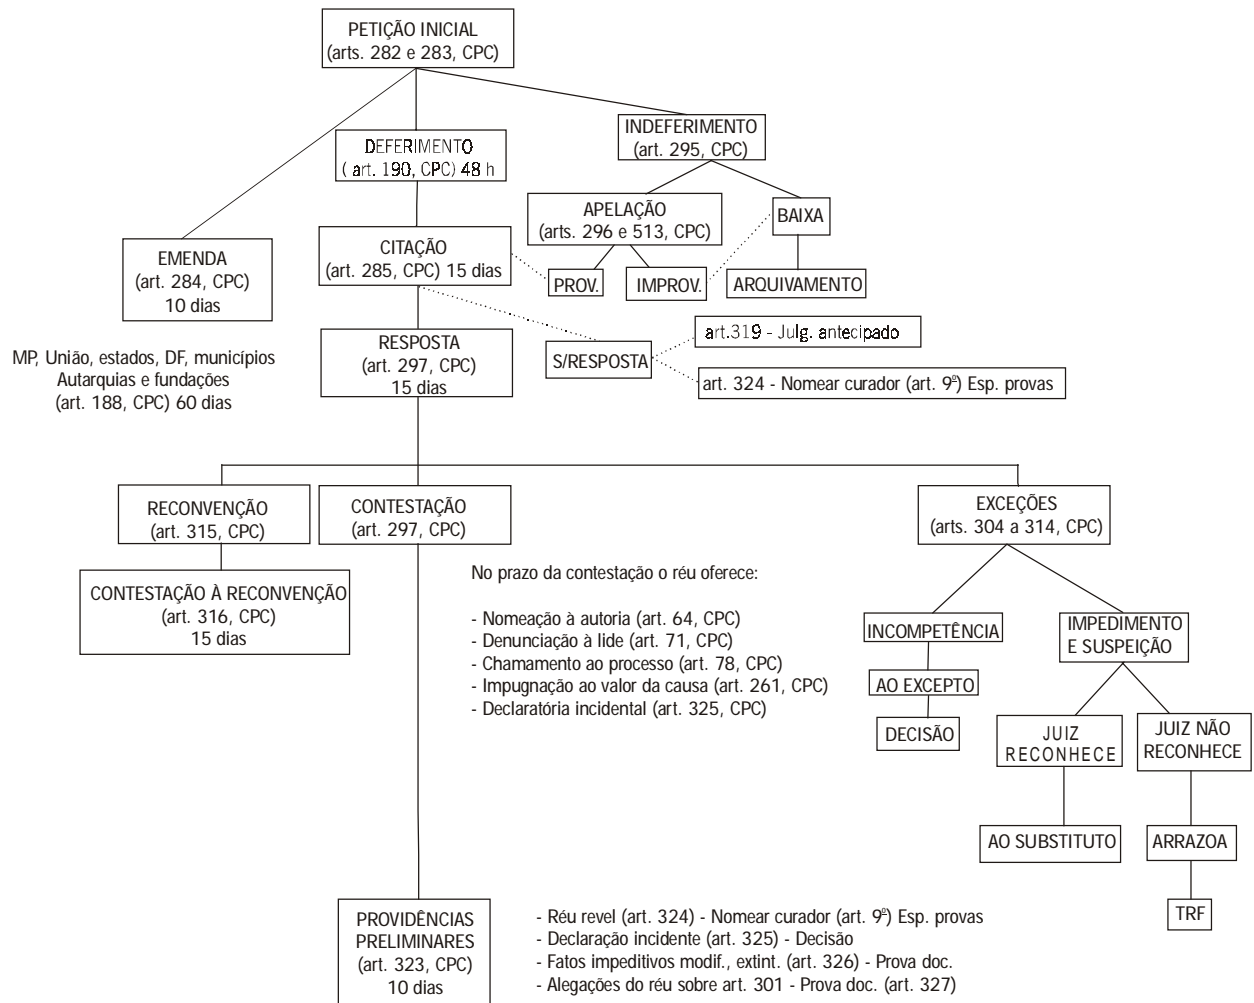 PETIÇÃO INICIAL
(arts. 282 e 283, CPC)
DEFERIMENTO
( art. 190, CPC) 48 h
INDEFERIMENTO
(art. 295, CPC)
EMENDA
(art. 284, CPC)
10 dias
CITAÇÃO
(art. 285, CPC) 15 dias
APELAÇÃO
(arts. 296 e 513, CPC)
BAIXA
PROV.
IMPROV.
ARQUIVAMENTO
MP, União, estados, DF, municípios
Autarquias e fundações
(art. 188, CPC) 60 dias
RESPOSTA
(art. 297, CPC)
15 dias
S/RESPOSTA
art.319 - Julg. antecipado
art. 324 - Nomear curador (art. 9º) Esp. provas
RECONVENÇÃO
(art. 315, CPC)
CONTESTAÇÃO
(art. 297, CPC)
EXCEÇÕES
(arts. 304 a 314, CPC)
CONTESTAÇÃO À RECONVENÇÃO
(art. 316, CPC)
15 dias
No prazo da contestação o réu oferece:
- Nomeação à autoria (art. 64, CPC)
- Denunciação à lide (art. 71, CPC)
- Chamamento ao processo (art. 78, CPC)
- Impugnação ao valor da causa (art. 261, CPC)
- Declaratória incidental (art. 325, CPC)
INCOMPETÊNCIA
AO EXCEPTO
DECISÃO
IMPEDIMENTO
E SUSPEIÇÃO
JUIZ
RECONHECE
JUIZ NÃO
RECONHECE
AO SUBSTITUTO
ARRAZOA
TRF
PROVIDÊNCIAS
PRELIMINARES
(art. 323, CPC)
10 dias
- Réu revel (art. 324) - Nomear curador (art. 9º) Esp. provas
- Declaração incidente (art. 325) - Decisão
- Fatos impeditivos modif., extint. (art. 326) - Prova doc.
- Alegações do réu sobre art. 301 - Prova doc. (art. 327)